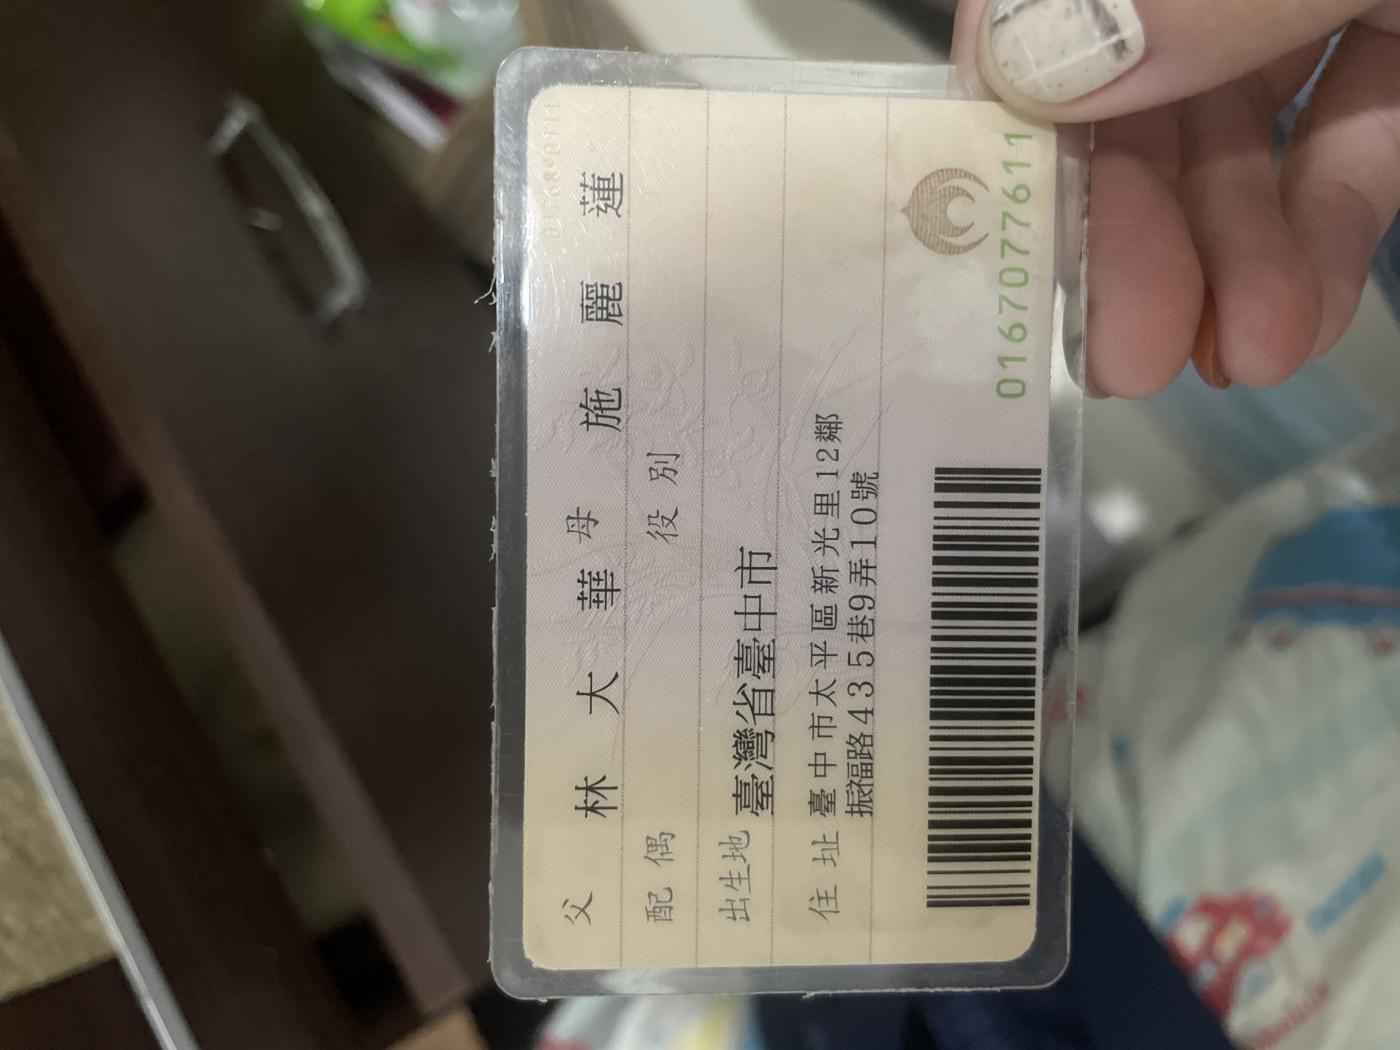 父 林大華 母 施麗蓮
配偶 役別
出生地 臺灣省臺中市
住址 臺中市太平區新光里12鄰
振福路435巷9弄10號
0167077611